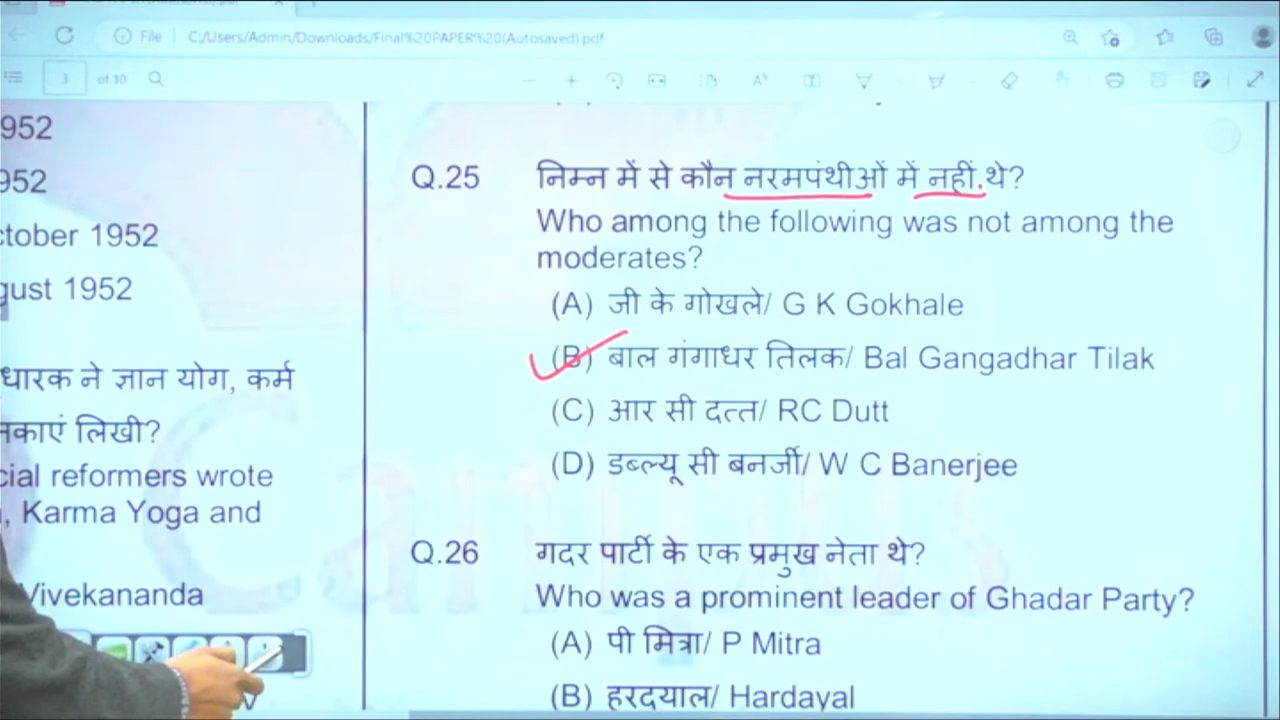 File
C:/Users/Admin/Downloads/Final%20PAPER%20(Autosaved).pdf
3 of 10
952
952
ctober 1952
gust 1952
धारक ने ज्ञान योग, कर्म
काएं लिखी?
cial reformers wrote
, Karma Yoga and
Vivekananda
Q.25 निम्न में से कौन नरमपंथीओं में नहीं थे?
Who among the following was not among the
moderates?
(A) जी के गोखले/ G K Gokhale
(B) बाल गंगाधर तिलक/ Bal Gangadhar Tilak
(C) आर सी दत्त/ RC Dutt
(D) डब्ल्यू सी बनर्जी/ W C Banerjee
Q.26 गदर पार्टी के एक प्रमुख नेता थे?
Who was a prominent leader of Ghadar Party?
(A) पी मित्रा/ P Mitra
(B) हरदयाल/ Hardayal